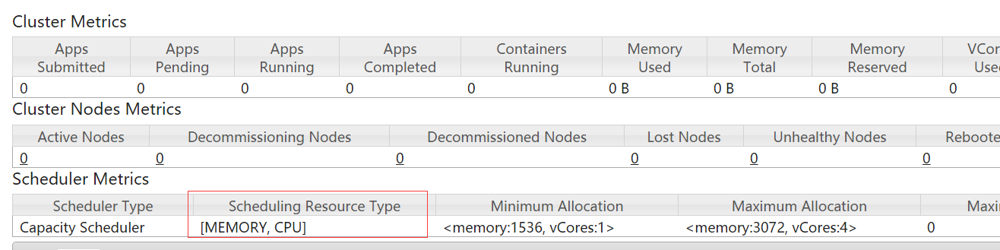 Cluster Metrics
Apps Submitted Apps Pending Apps Running Apps Completed Containers Running Memory Used Memory Total Memory Reserved
0 0 0 0 0 0 B 0 B 0 B 0
Cluster Nodes Metrics
Active Nodes Decommissioning Nodes Decommissioned Nodes Lost Nodes Unhealthy Nodes Reboote
0 0 0 0 0 0
Scheduler Metrics
Scheduler Type Scheduling Resource Type Minimum Allocation Maximum Allocation Maxi
Capacity Scheduler [MEMORY, CPU] <memory:1536, vCores:1> <memory:3072, vCores:4> 0